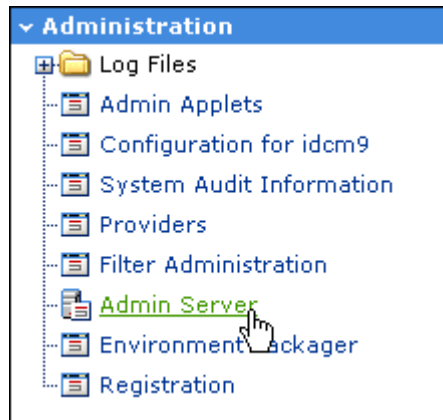 Administration
Log Files
Admin Applets
Configuration for idcm9
System Audit Information
Providers
Filter Administration
Admin Server
Environment Packager
Registration